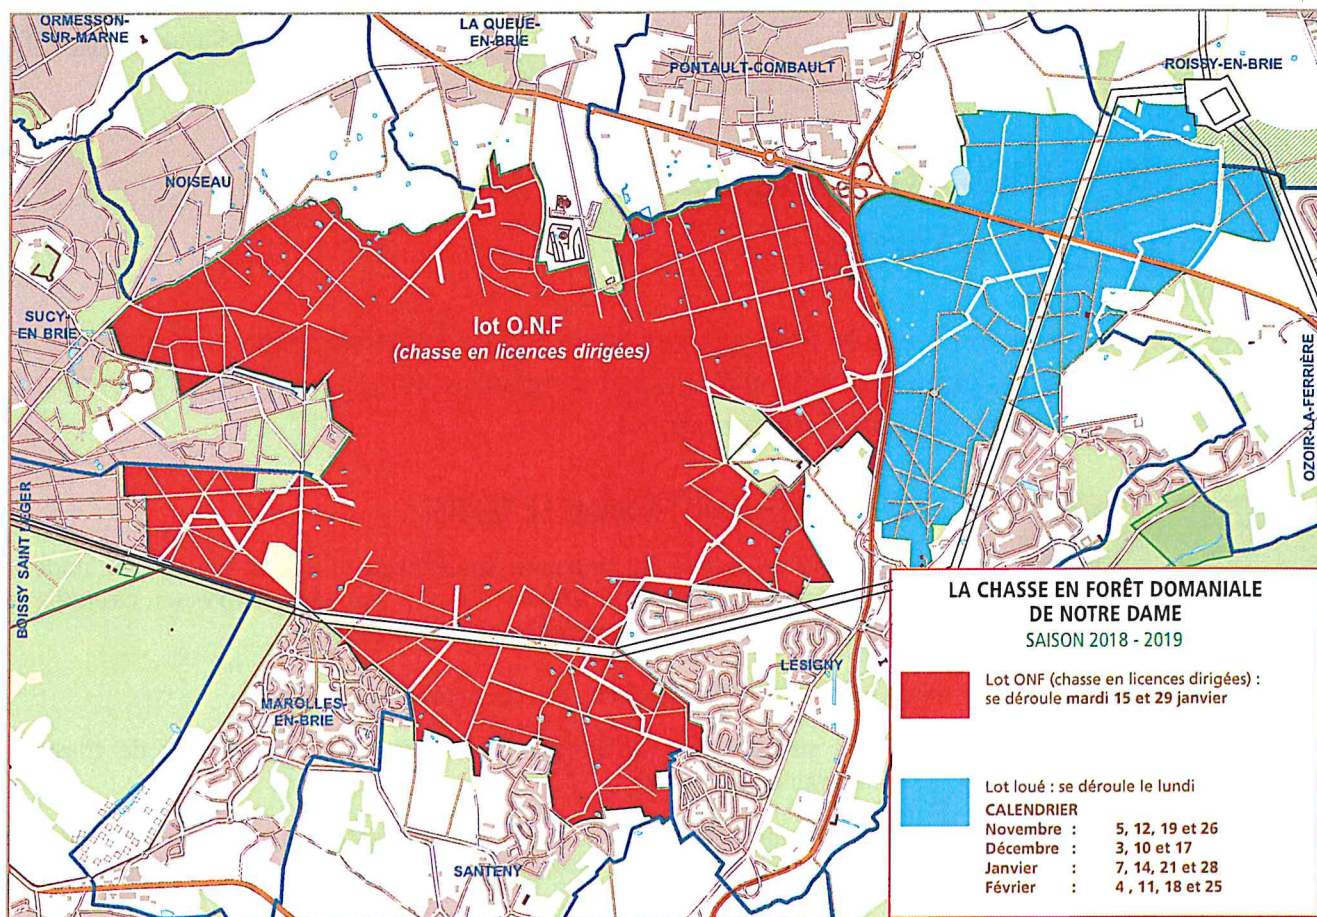 ORMESSON-
SUR-MARNE
LA QUEUE-
EN-BRIE
PONTAULT-COMBAULT
ROISSY-EN-BRIE
NOISEAU
SUCY-
EN BRIE
lot O.N.F
(chasse en licences dirigées)
OZOIR-LA-FERRIÈRE
BOISSY SAINT LEGER
MAROLLES-
EN-BRIE
LÉSIGNY
SANTENY
LA CHASSE EN FORÊT DOMANIALE
DE NOTRE DAME
SAISON 2018 - 2019
Lot ONF (chasse en licences dirigées) :
se déroule mardi 15 et 29 janvier
Lot loué : se déroule le lundi
CALENDRIER
Novembre : 5, 12, 19 et 26
Décembre : 3, 10 et 17
Janvier : 7, 14, 21 et 28
Février : 4 , 11, 18 et 25